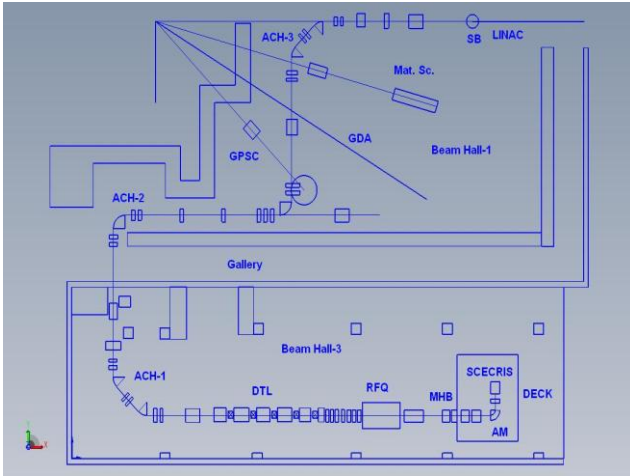 ACH-3
SB
LINAC
Mat. Sc.
GDA
Beam Hall-1
GPSC
ACH-2
Gallery
Beam Hall-3
ACH-1
SCECRIS
DTL
RFQ
MHB
DECK
AM